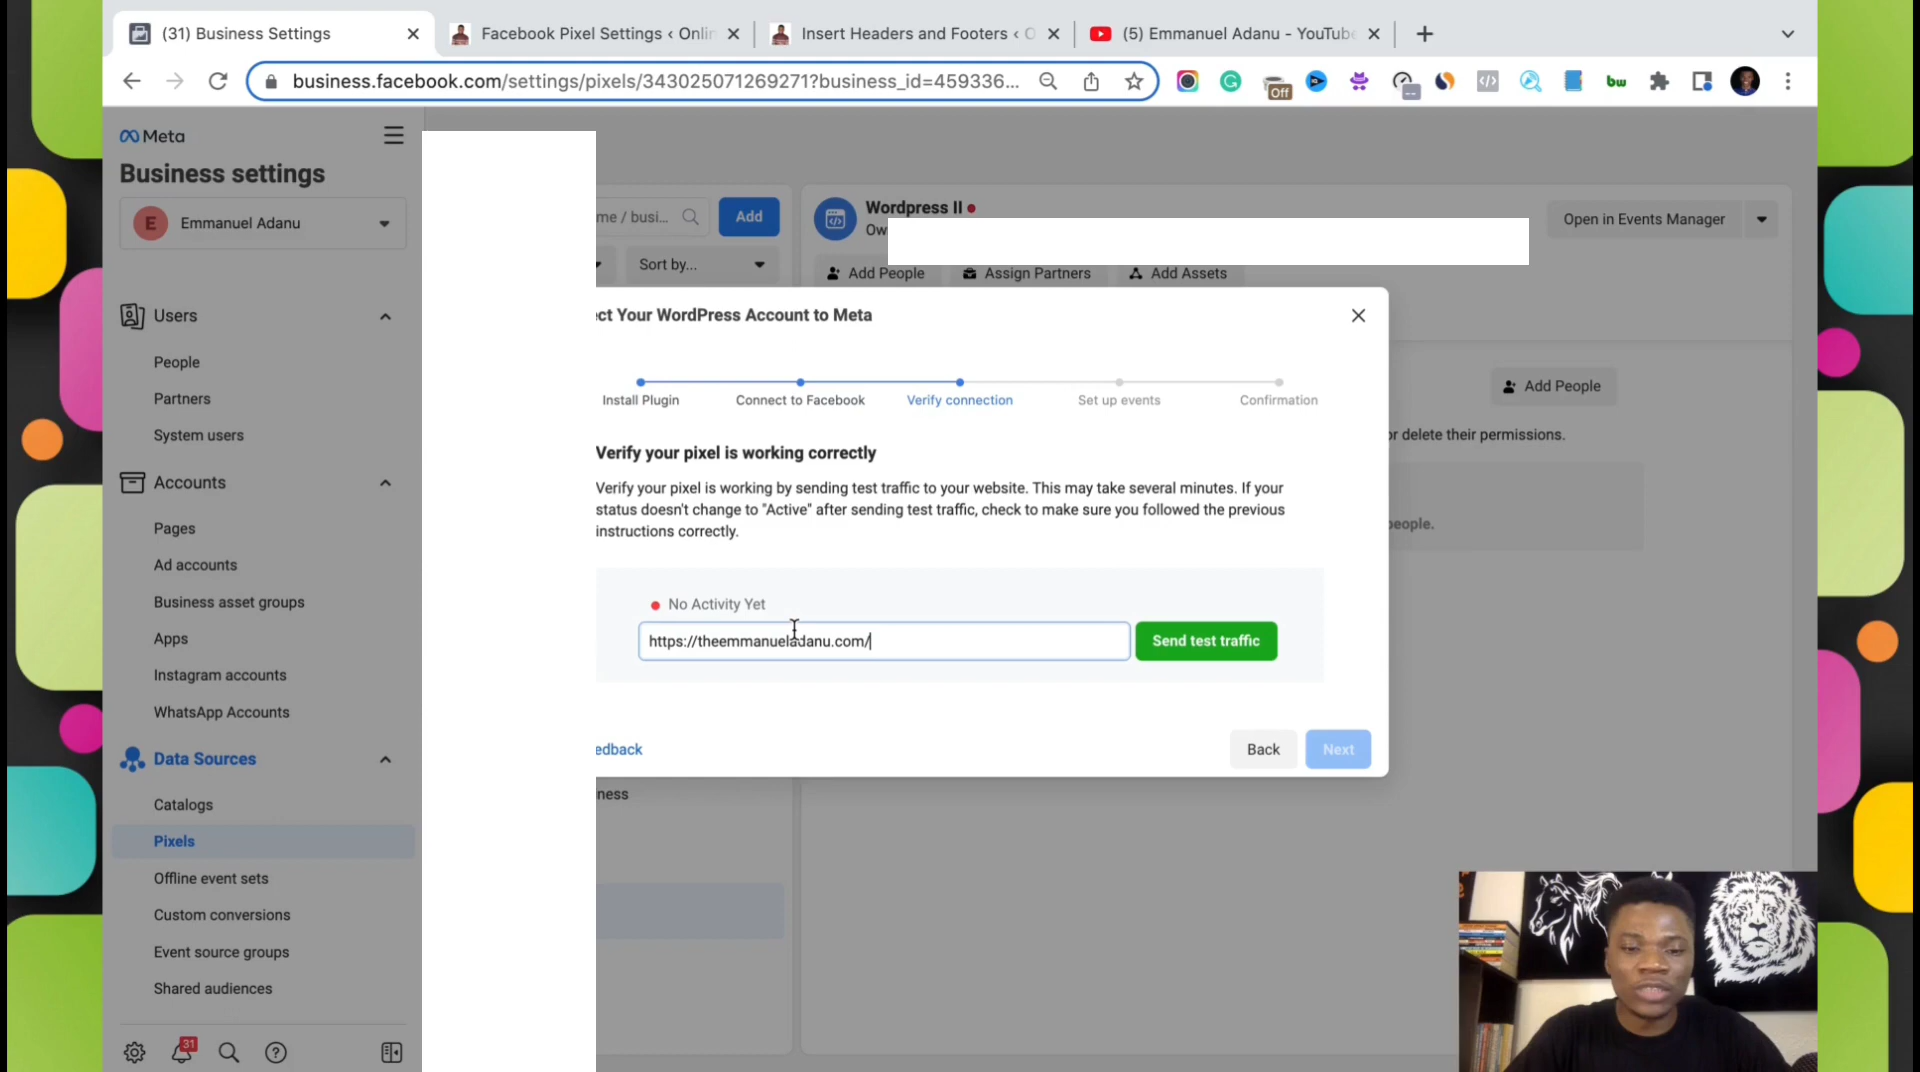 (31) Business Settings
Facebook Pixel Settings ‹ Onlin
Insert Headers and Footers ‹ O
(5) Emmanuel Adanu - YouTube
business.facebook.com/settings/pixels/343025071269271?business_id=459336...
Off
bw
Meta
Business settings
E
Emmanuel Adanu
Users
People
Partners
System users
Accounts
Pages
Ad accounts
Business asset groups
Apps
Instagram accounts
WhatsApp Accounts
Data Sources
Catalogs
Pixels
Offline event sets
Custom conversions
Event source groups
Shared audiences
31
me / busi...
Add
Sort by...
Wordpress II
Ow
Open in Events Manager
Add People
Assign Partners
Add Assets
Add People
or delete their permissions.
people.
ct Your WordPress Account to Meta
Install Plugin
Connect to Facebook
Verify connection
Set up events
Confirmation
Verify your pixel is working correctly
Verify your pixel is working by sending test traffic to your website. This may take several minutes. If your
status doesn't change to "Active" after sending test traffic, check to make sure you followed the previous
instructions correctly.
No Activity Yet
https://theemmanueladanu.com/
Send test traffic
edback
Back
Next
ness